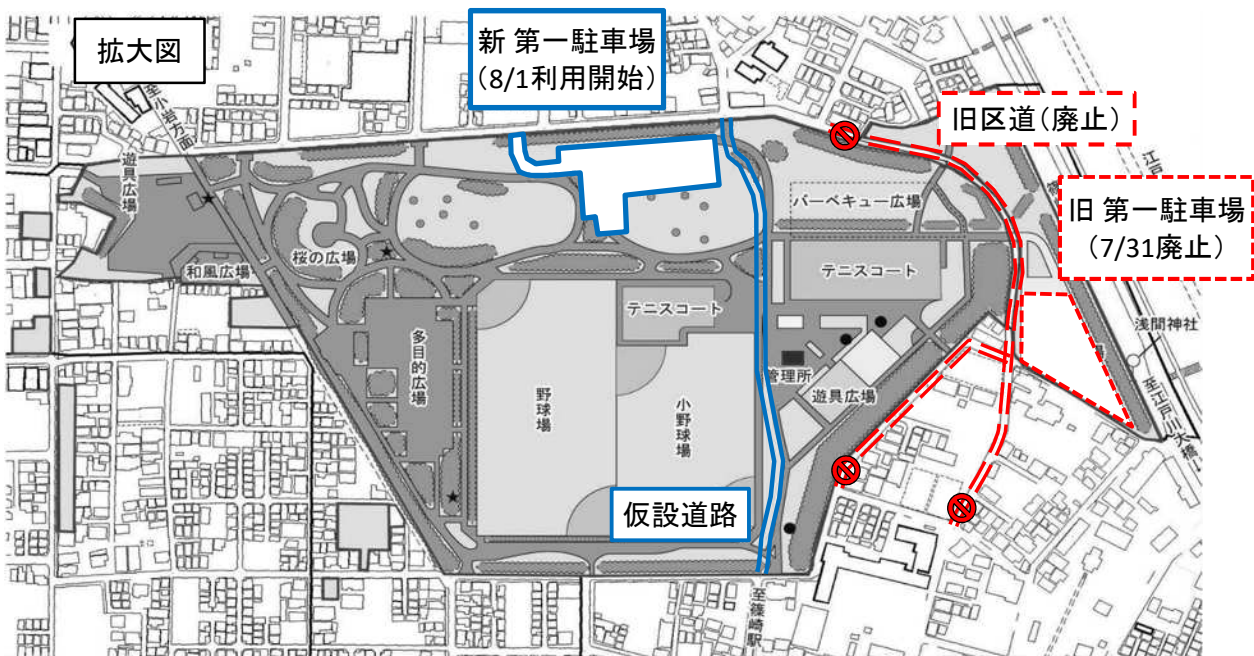 拡大図
新 第一駐車場
(8/1利用開始)
旧区道(廃止)
旧 第一駐車場
(7/31廃止)
至小岩方面
遊具広場
和風広場
桜の広場
バーベキュー広場
テニスコート
テニスコート
多目的広場
野球場
小野球場
管理所
遊具広場
浅間神社
至江戸川大橋
仮設道路
至篠崎駅
江戸